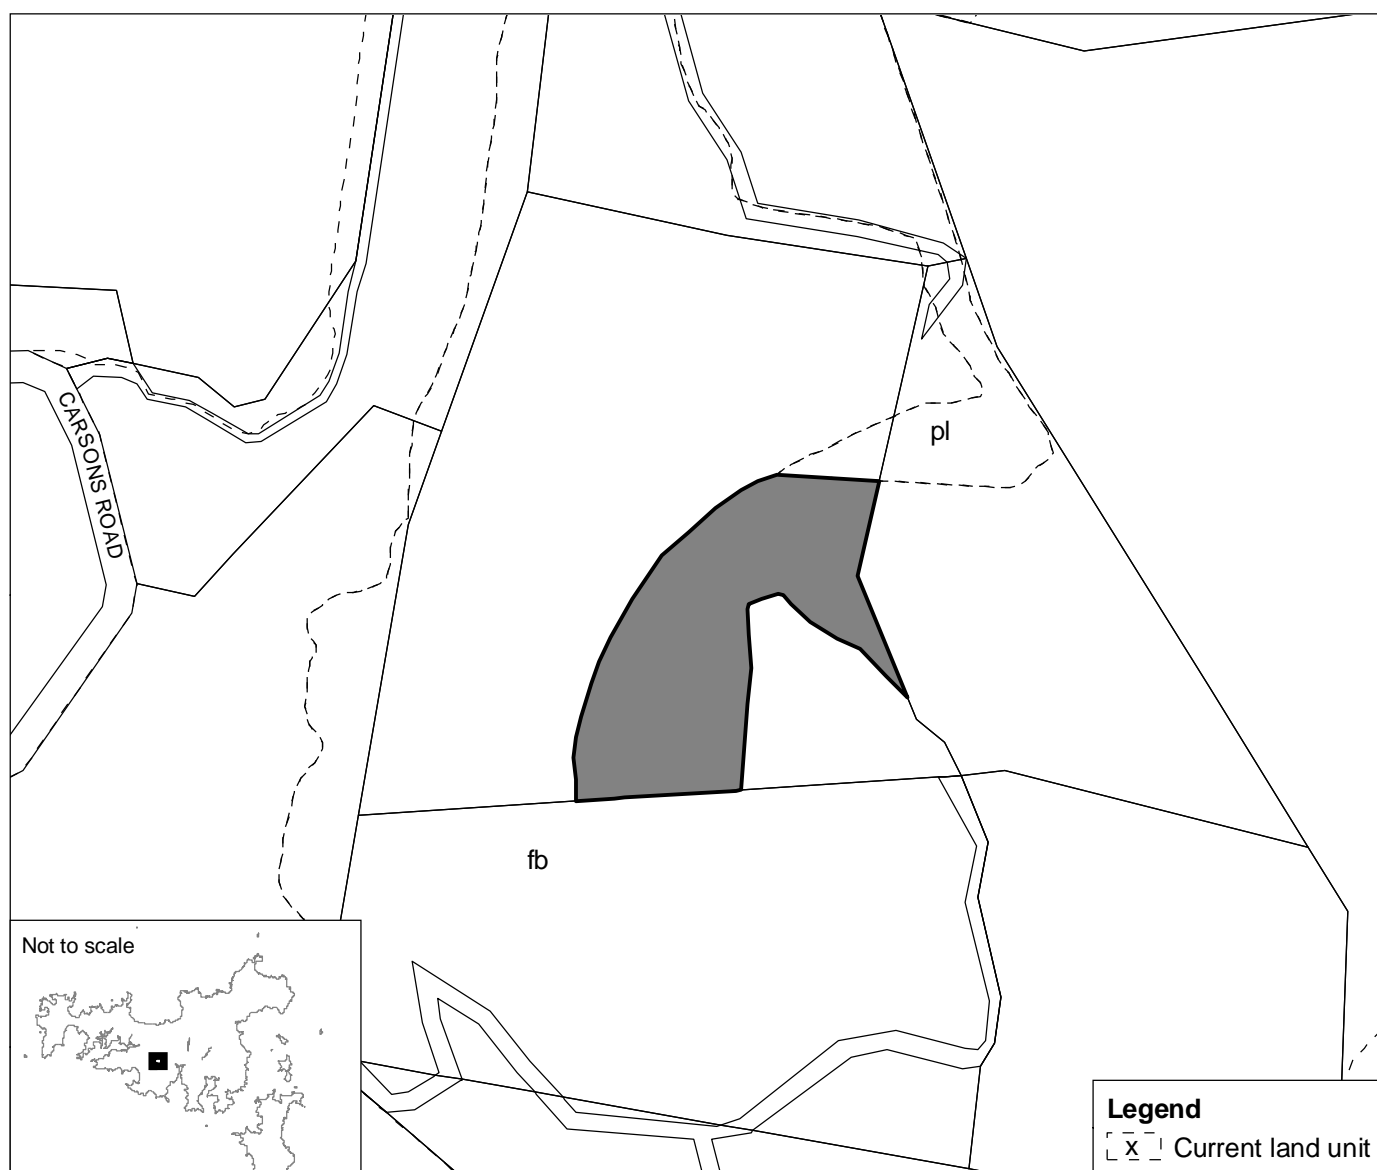 CARSONS ROAD
pl
fb
Not to scale
Legend
x Current land unit